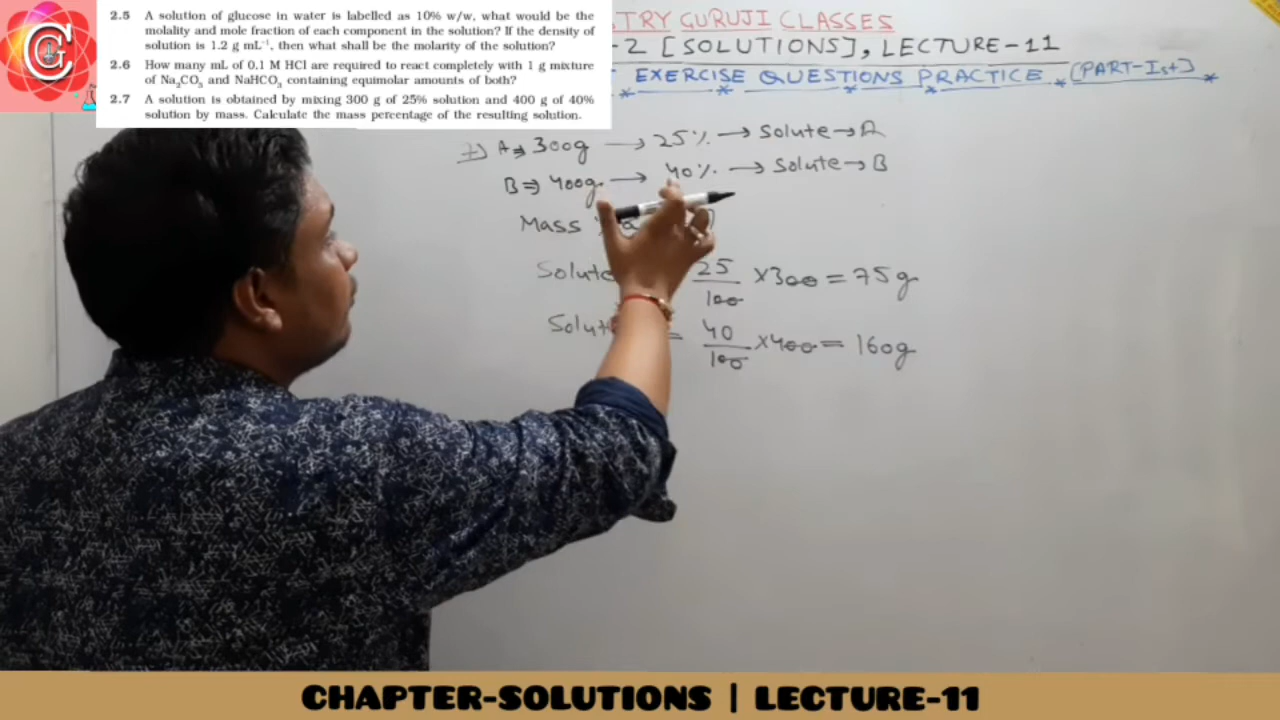 2.5 A solution of glucose in water is labelled as 10% w/w, what would be the
molality and mole fraction of each component in the solution? If the density of
solution is 1.2 g mL⁻¹, then what shall be the molarity of the solution?
2.6 How many mL of 0.1 M HCl are required to react completely with 1 g mixture
of Na₂CO₃ and NaHCO₃ containing equimolar amounts of both?
2.7 A solution is obtained by mixing 300 g of 25% solution and 400 g of 40%
solution by mass. Calculate the mass percentage of the resulting solution.
TRY GURUJI CLASSES
-2 [SOLUTIONS], LECTURE-11
EXERCISE QUESTIONS PRACTICE [PART-Ist]
7) A ⇒ 300g → 25% → Solute → A
B ⇒ 400g → 40% → Solute → B
Mass
Solute 25/100 × 300 = 75g
Solut = 40/100 × 400 = 160g
CHAPTER-SOLUTIONS | LECTURE-11